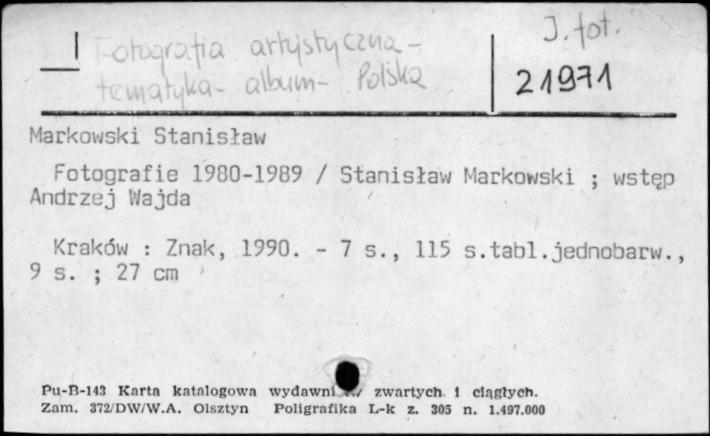 Fotografia artystyczna -
tematyka - album - Polska
J. fot.
21971
Markowski Stanisław
Fotografie 1980-1989 / Stanisław Markowski ; wstęp
Andrzej Wajda
Kraków : Znak, 1990. - 7 s., 115 s.tabl.jednobarw.,
9 s. ; 27 cm
Pu-B-143 Karta katalogowa zwartych i ciągłych.
Zam. 372/DW/W.A. Olsztyn Poligrafika L-k z. 305 n. 1.497.000